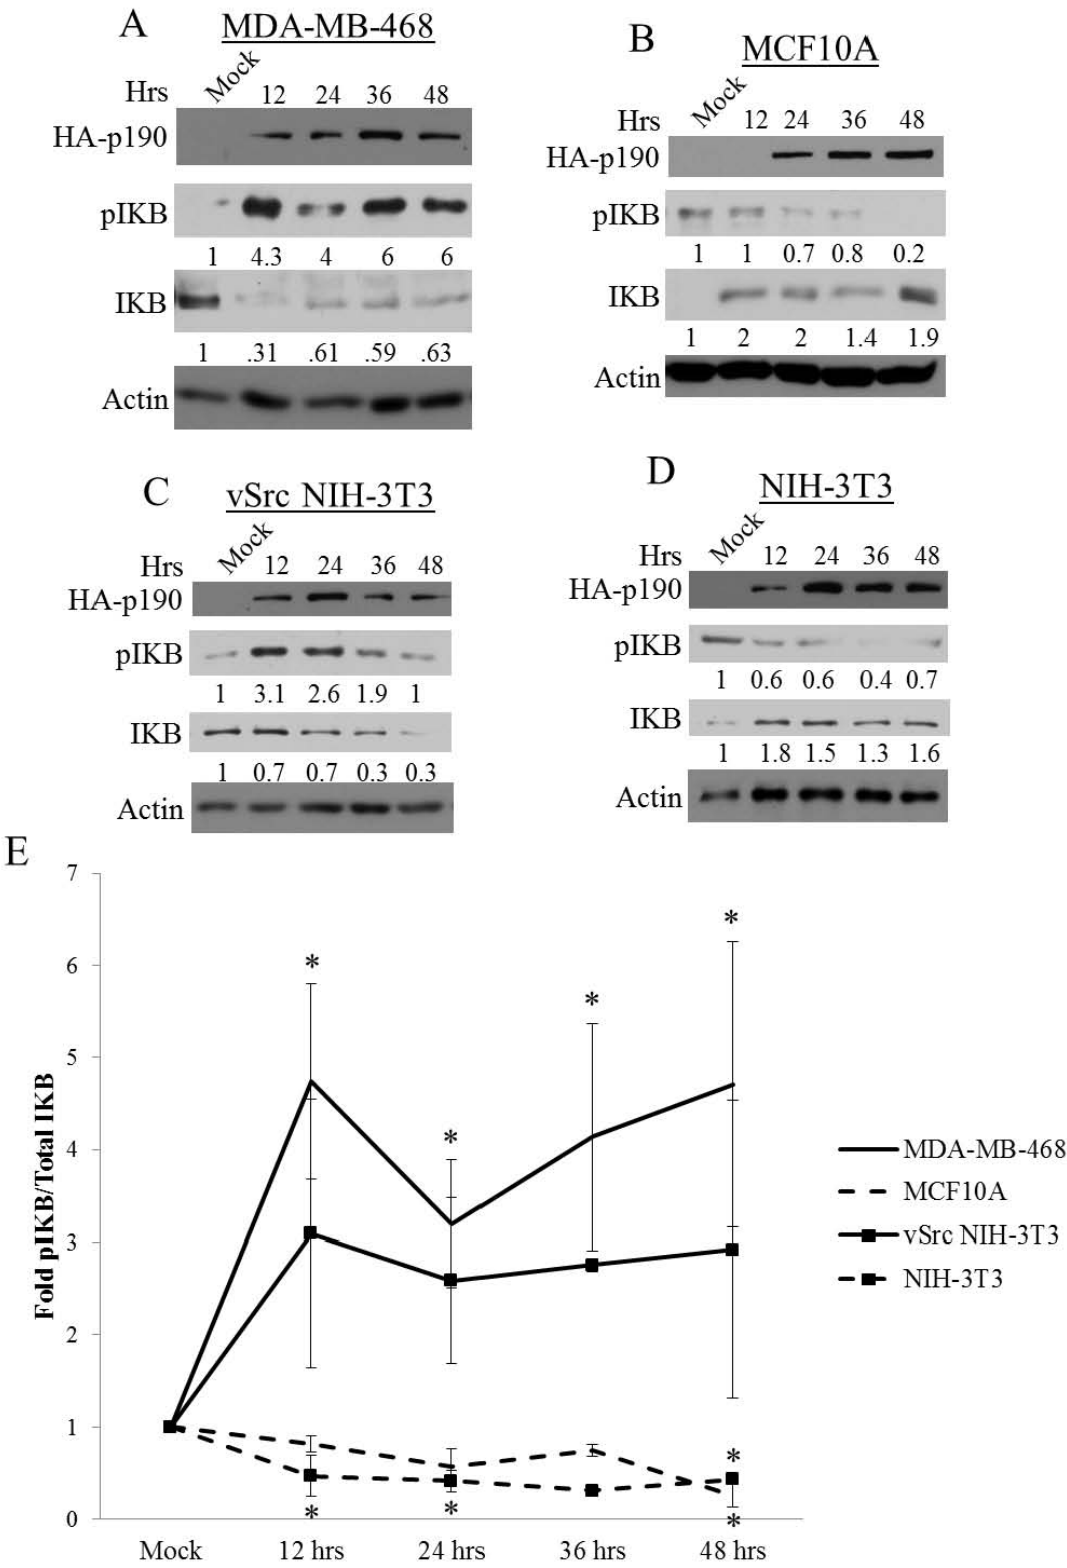 A
MDA-MB-468
Hrs Mock 12 24 36 48
HA-p190
pIKB
1 4.3 4 6 6
IKB
1 .31 .61 .59 .63
Actin
B
MCF10A
Hrs Mock 12 24 36 48
HA-p190
pIKB
1 1 0.7 0.8 0.2
IKB
1 2 2 1.4 1.9
Actin
C
vSrc NIH-3T3
Hrs Mock 12 24 36 48
HA-p190
pIKB
1 3.1 2.6 1.9 1
IKB
1 0.7 0.7 0.3 0.3
Actin
D
NIH-3T3
Hrs Mock 12 24 36 48
HA-p190
pIKB
1 0.6 0.6 0.4 0.7
IKB
1 1.8 1.5 1.3 1.6
Actin
E
Fold pIKB/Total IKB
7
6
5
4
3
2
1
0
* * * *
* * * *
Mock 12 hrs 24 hrs 36 hrs 48 hrs
MDA-MB-468
MCF10A
vSrc NIH-3T3
NIH-3T3